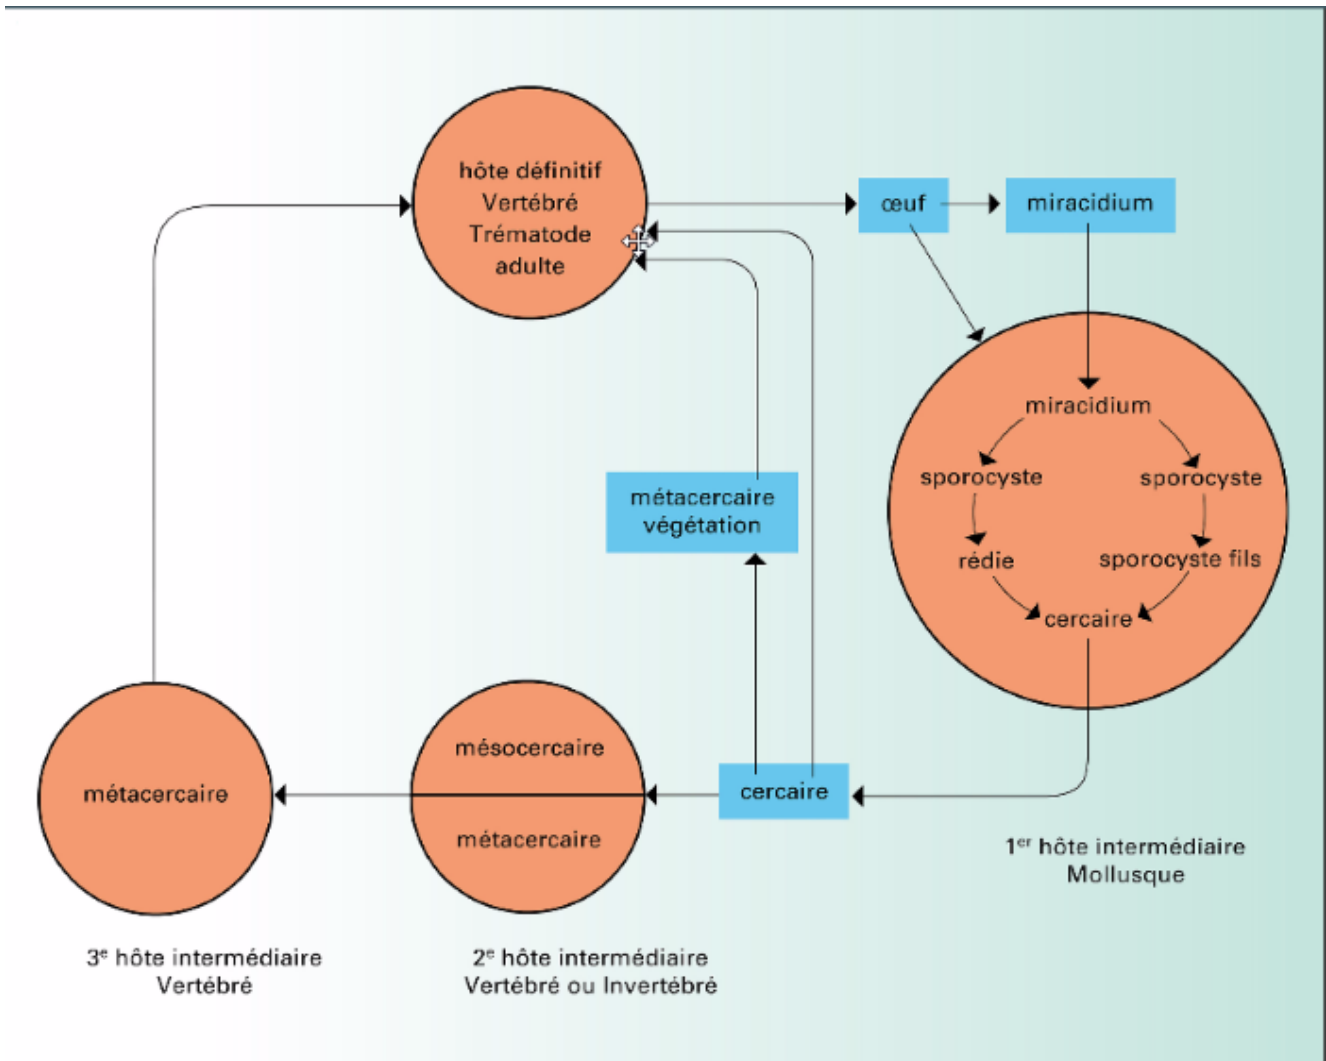 hôte définitif
Vertébré
Trématode
adulte
œuf
miracidium
miracidium
sporocyste
sporocyste
rédie
sporocyste fils
cercaire
métacercaire
végétation
cercaire
mésocercaire
métacercaire
métacercaire
1er hôte intermédiaire
Mollusque
2e hôte intermédiaire
Vertébré ou Invertébré
3e hôte intermédiaire
Vertébré